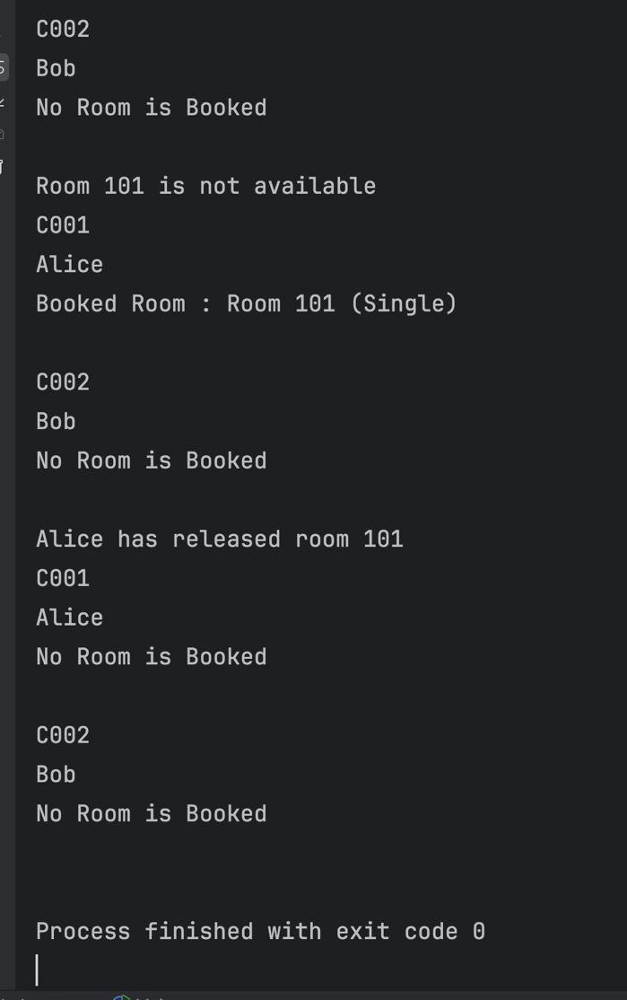 C002
Bob
No Room is Booked
Room 101 is not available
C001
Alice
Booked Room : Room 101 (Single)
C002
Bob
No Room is Booked
Alice has released room 101
C001
Alice
No Room is Booked
C002
Bob
No Room is Booked
Process finished with exit code 0